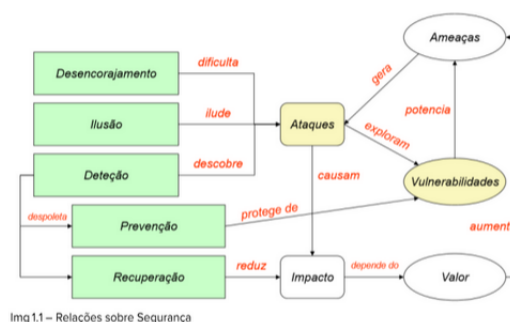 Ameaças
Desencorajamento
dificulta
gera
potencia
Ilusão
ilude
Ataques
exploram
Deteção
descobre
causam
Vulnerabilidades
despoleta
Prevenção
protege de
aument
Recuperação
reduz
Impacto
depende do
Valor
Img 1.1 – Relações sobre Segurança